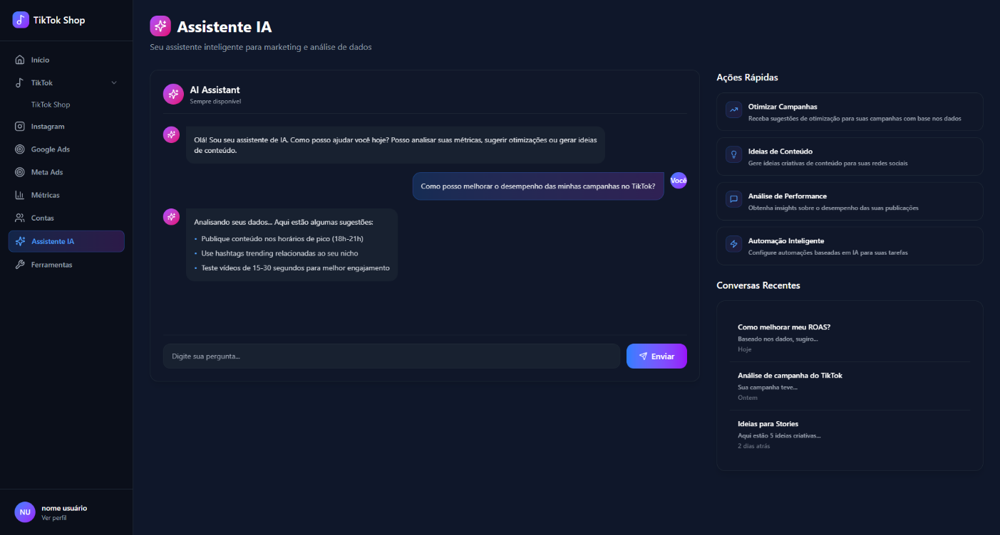 TikTok Shop
Início
TikTok
TikTok Shop
Instagram
Google Ads
Meta Ads
Métricas
Contas
Assistente IA
Ferramentas
NU
nome usuário
Ver perfil
Assistente IA
Seu assistente inteligente para marketing e análise de dados
AI Assistant
Sempre disponível
Olá! Sou seu assistente de IA. Como posso ajudar você hoje? Posso analisar suas métricas, sugerir otimizações ou gerar ideias
de conteúdo.
Como posso melhorar o desempenho das minhas campanhas no TikTok?
Você
Analisando seus dados... Aqui estão algumas sugestões:
• Publique conteúdo nos horários de pico (18h-21h)
• Use hashtags trending relacionadas ao seu nicho
• Teste vídeos de 15-30 segundos para melhor engajamento
Digite sua pergunta...
Enviar
Ações Rápidas
Otimizar Campanhas
Receba sugestões de otimização para suas campanhas com base nos dados
Ideias de Conteúdo
Gere ideias criativas de conteúdo para suas redes sociais
Análise de Performance
Obtenha insights sobre o desempenho das suas publicações
Automação Inteligente
Configure automações baseadas em IA para suas tarefas
Conversas Recentes
Como melhorar meu ROAS?
Baseado nos dados, sugiro...
Hoje
Análise de campanha do TikTok
Sua campanha teve...
Ontem
Ideias para Stories
Aqui estão 5 ideias criativas...
2 dias atrás